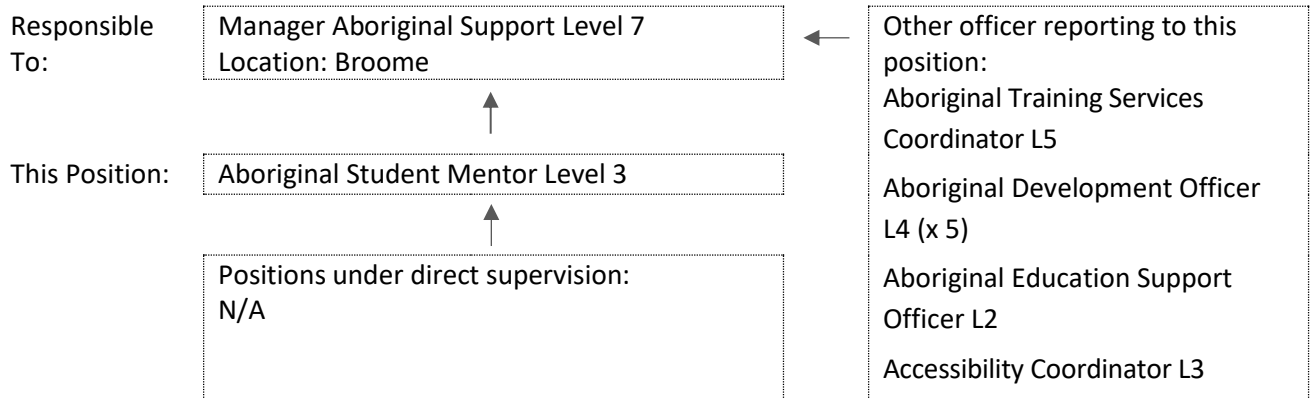 Responsible
To:
Manager Aboriginal Support Level 7
Location: Broome
Other officer reporting to this
position:
Aboriginal Training Services
Coordinator L5
Aboriginal Development Officer
L4 (x 5)
Aboriginal Education Support
Officer L2
Accessibility Coordinator L3
This Position:
Aboriginal Student Mentor Level 3
Positions under direct supervision:
N/A